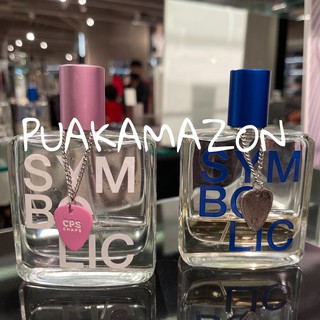 PUAKAMAZON
SYM
BO
LIC
CPS
CHAPS
SYM
BO
LIC